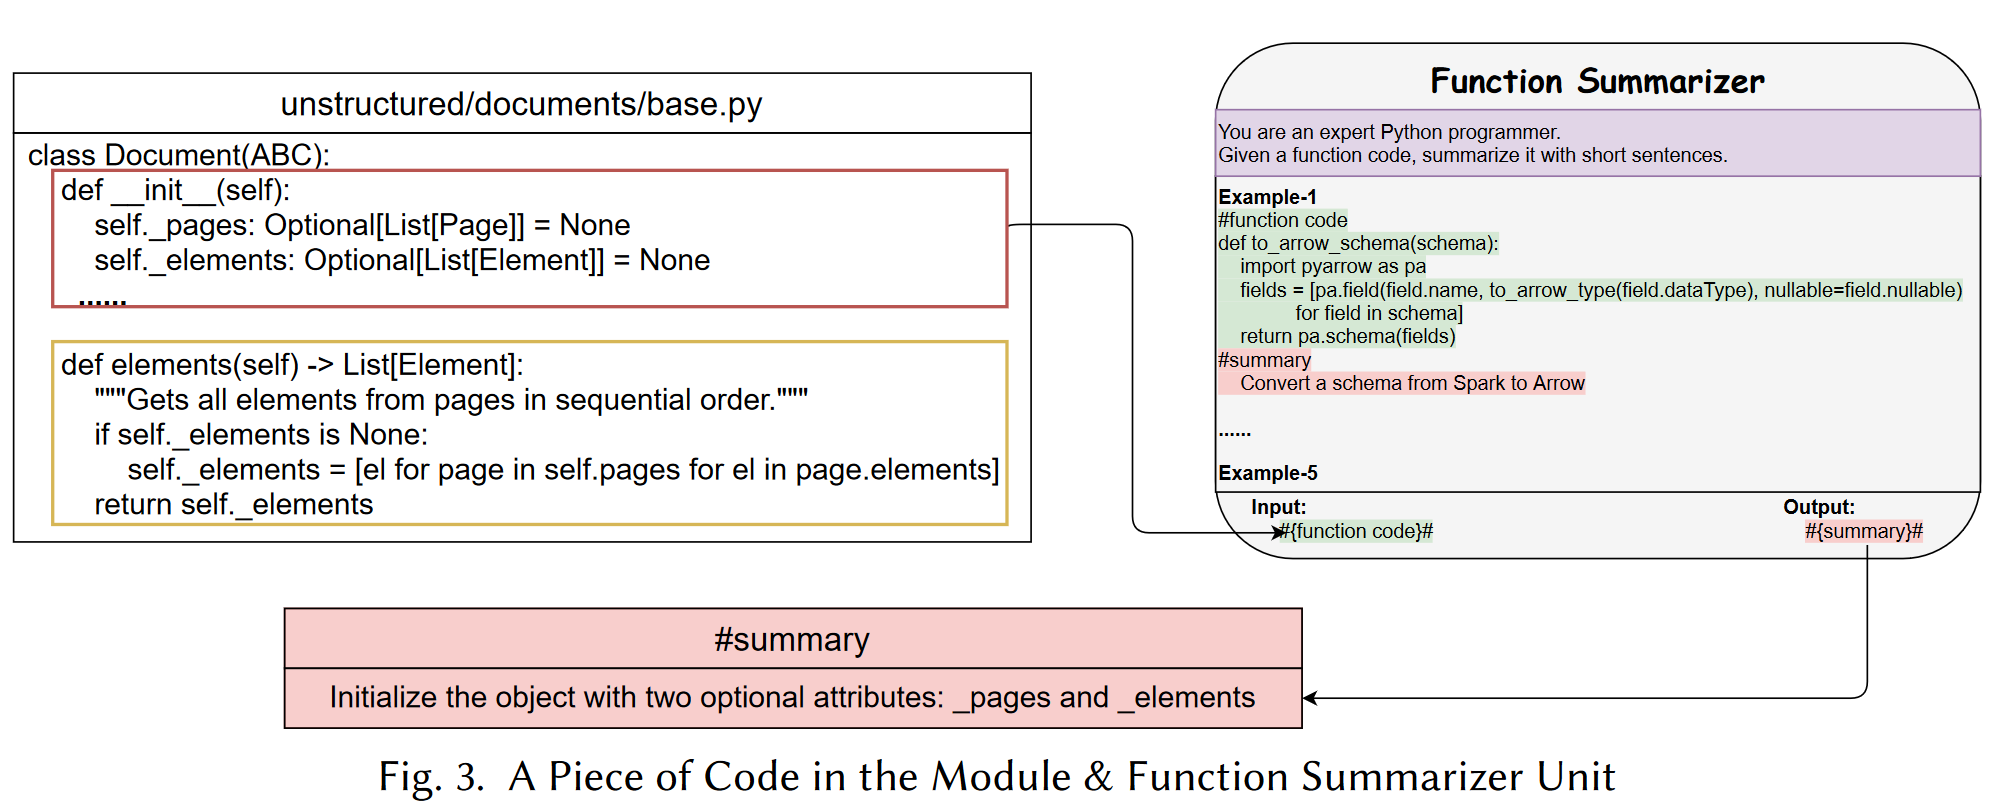 unstructured/documents/base.py
class Document(ABC):
def __init__(self):
self._pages: Optional[List[Page]] = None
self._elements: Optional[List[Element]] = None
......
def elements(self) -> List[Element]:
"""Gets all elements from pages in sequential order."""
if self._elements is None:
self._elements = [el for page in self.pages for el in page.elements]
return self._elements
Function Summarizer
You are an expert Python programmer.
Given a function code, summarize it with short sentences.
Example-1
#function code
def to_arrow_schema(schema):
import pyarrow as pa
fields = [pa.field(field.name, to_arrow_type(field.dataType), nullable=field.nullable)
for field in schema]
return pa.schema(fields)
#summary
Convert a schema from Spark to Arrow
......
Example-5
Input:
#{function code}#
Output:
#{summary}#
#summary
Initialize the object with two optional attributes: _pages and _elements
Fig. 3. A Piece of Code in the Module & Function Summarizer Unit